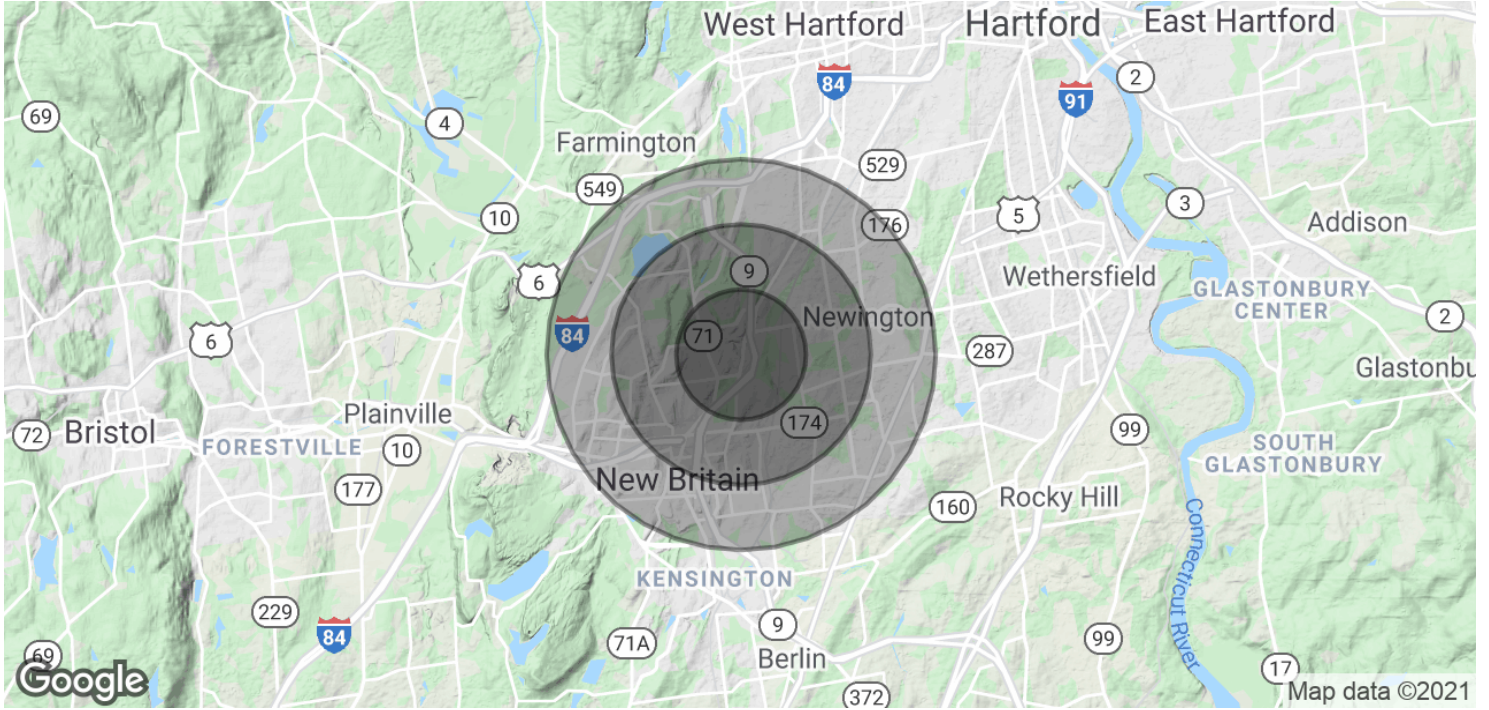 West Hartford
Hartford
East Hartford
84
91
2
69
4
Farmington
529
549
10
176
5
3
Addison
6
9
Wethersfield
GLASTONBURY
CENTER
84
71
Newington
2
6
287
Glastonbu
Plainville
72
Bristol
FORESTVILLE
10
174
99
SOUTH
GLASTONBURY
177
New Britain
160
Rocky Hill
Connecticut River
KENSINGTON
229
84
71A
9
Berlin
99
69
17
372
Google
Map data ©2021